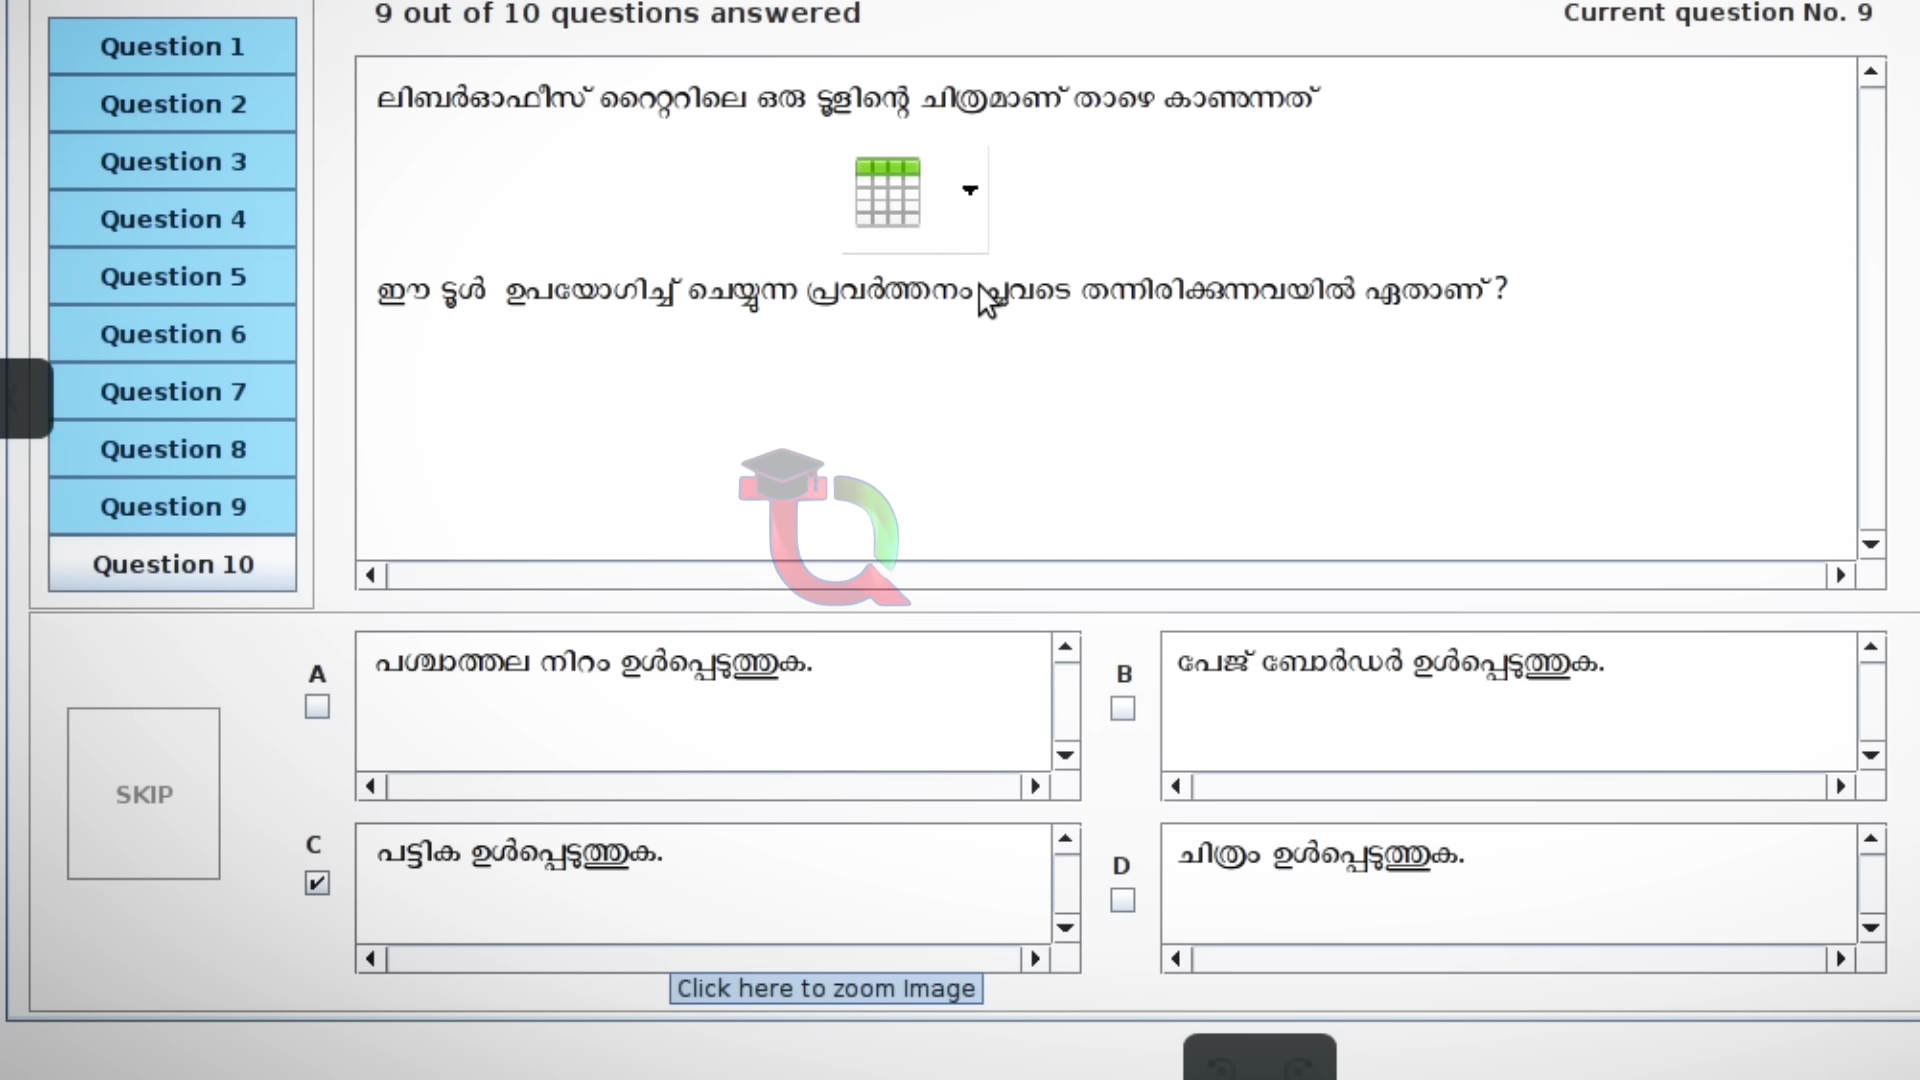 9 out of 10 questions answered
Current question No. 9
Question 1
Question 2
Question 3
Question 4
Question 5
Question 6
Question 7
Question 8
Question 9
Question 10
ലിബർഓഫീസ് റൈറ്ററിലെ ഒരു ടൂളിന്റെ ചിത്രമാണ് താഴെ കാണുന്നത്
ഈ ടൂൾ ഉപയോഗിച്ച് ചെയ്യുന്ന പ്രവർത്തനം തന്നിരിക്കുന്നവയിൽ ഏതാണ് ?
SKIP
A
പശ്ചാത്തല നിറം ഉൾപ്പെടുത്തുക.
B
പേജ് ബോർഡർ ഉൾപ്പെടുത്തുക.
C
പട്ടിക ഉൾപ്പെടുത്തുക.
D
ചിത്രം ഉൾപ്പെടുത്തുക.
Click here to zoom Image